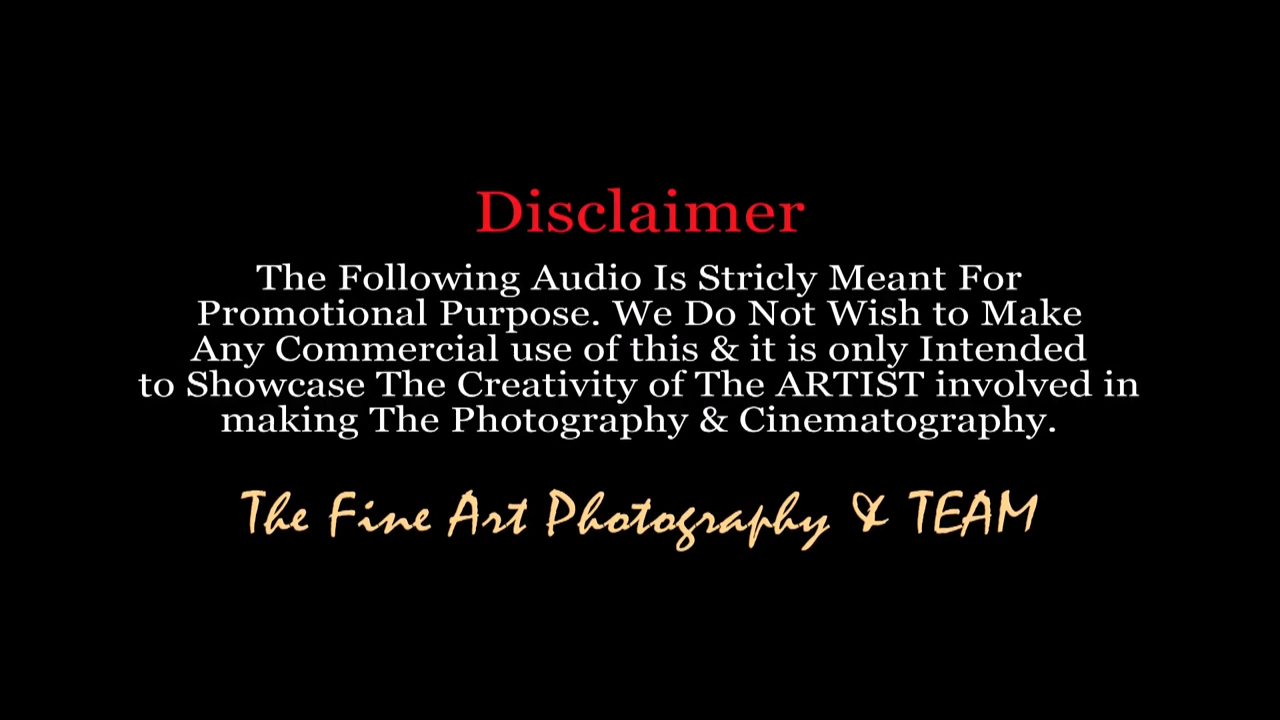 Disclaimer
The Following Audio Is Stricly Meant For
Promotional Purpose. We Do Not Wish to Make
Any Commercial use of this & it is only Intended
to Showcase The Creativity of The ARTIST involved in
making The Photography & Cinematography.
The Fine Art Photography & TEAM